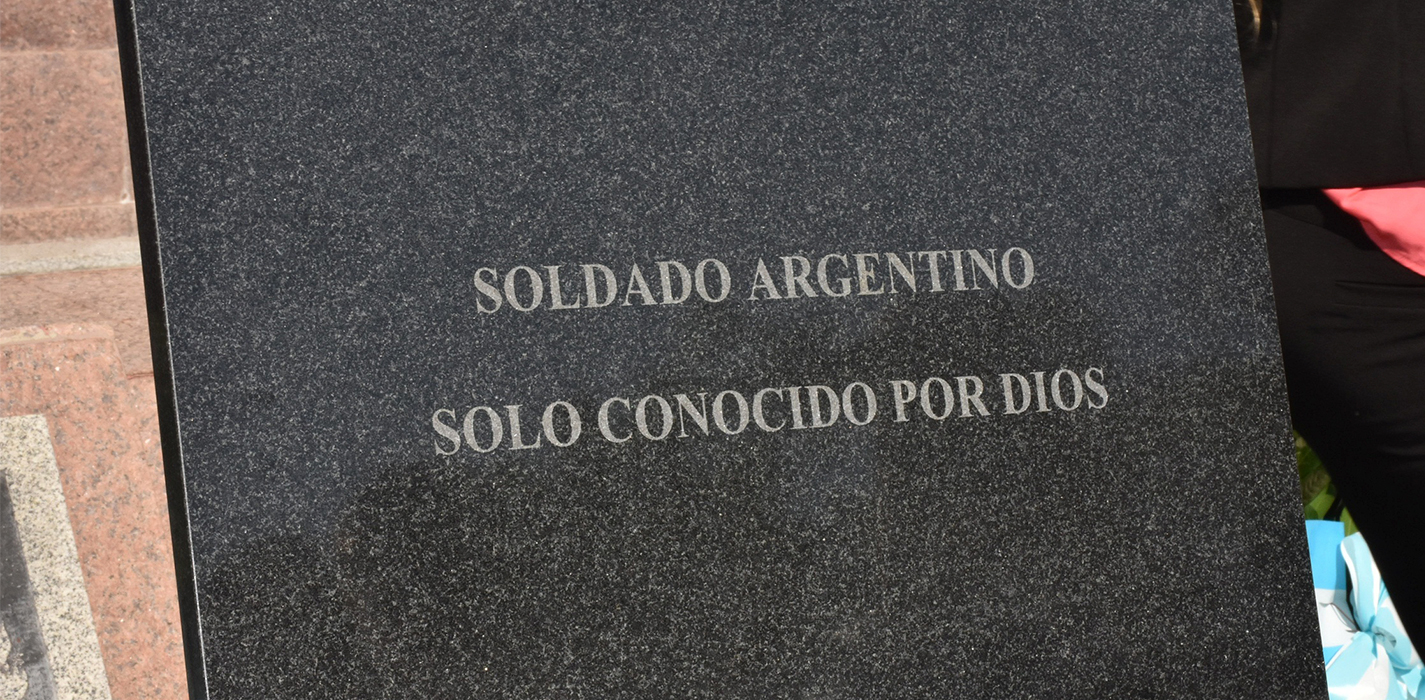 SOLDADO ARGENTINO
SOLO CONOCIDO POR DIOS